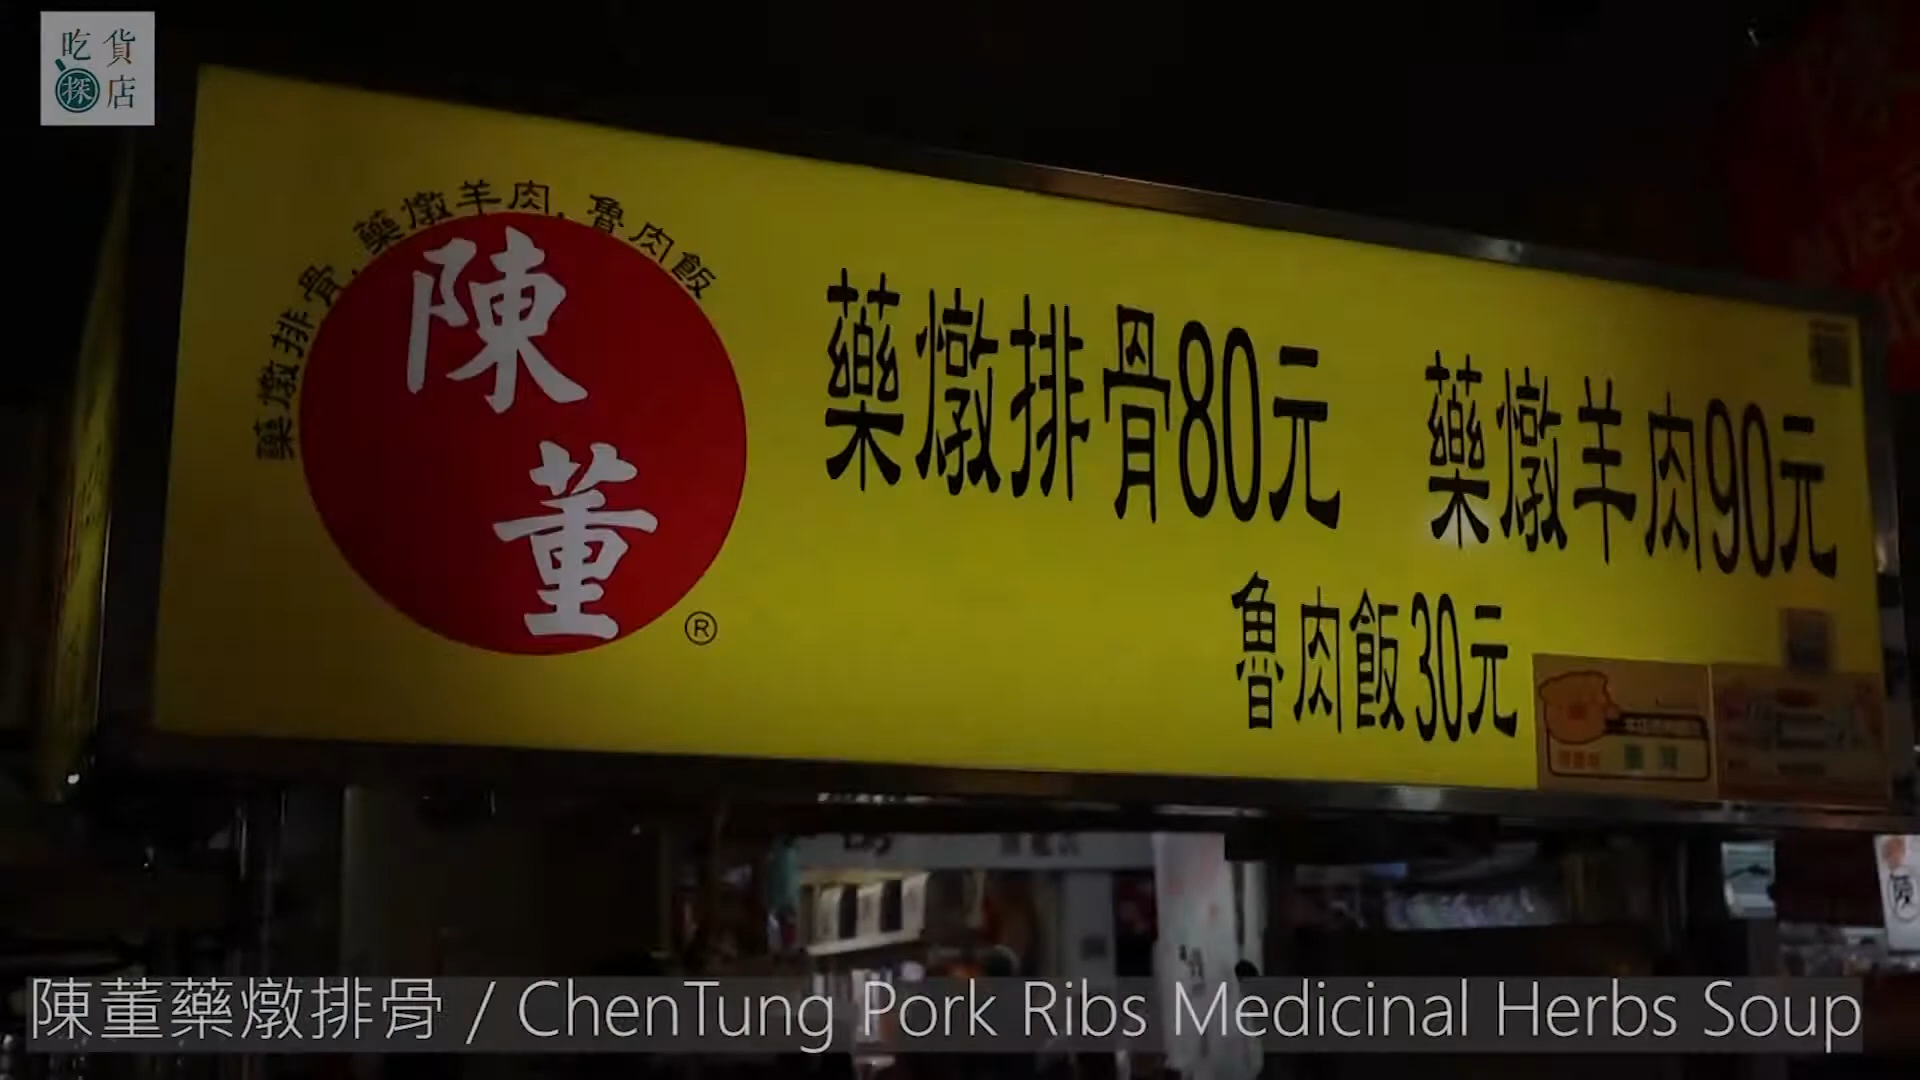 吃貨
探店
藥燉排骨.藥燉羊肉.魯肉飯
陳
董
®
藥燉排骨80元 藥燉羊肉90元
魯肉飯30元
陳董藥燉排骨 / ChenTung Pork Ribs Medicinal Herbs Soup